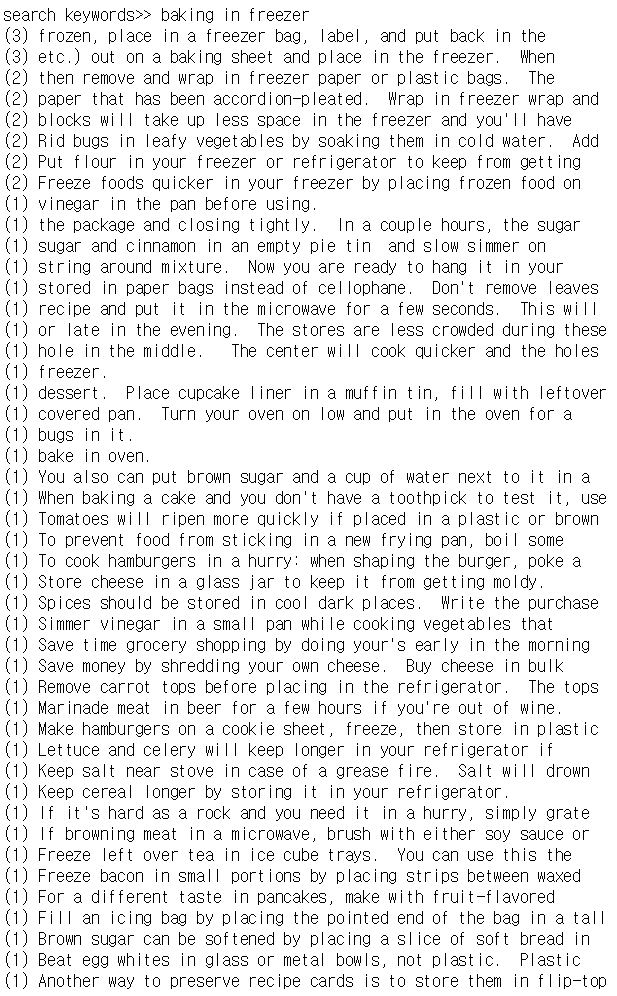 search keywords>> baking in freezer
(3) frozen, place in a freezer bag, label, and put back in the
(3) etc.) out on a baking sheet and place in the freezer.  When
(2) then remove and wrap in freezer paper or plastic bags.  The
(2) paper that has been accordion-pleated.  Wrap in freezer wrap and
(2) blocks will take up less space in the freezer and you'll have
(2) Rid bugs in leafy vegetables by soaking them in cold water.  Add
(2) Put flour in your freezer or refrigerator to keep from getting
(2) Freeze foods quicker in your freezer by placing frozen food on
(1) vinegar in the pan before using.
(1) the package and closing tightly.  In a couple hours, the sugar
(1) sugar and cinnamon in an empty pie tin  and slow simmer on
(1) string around mixture.  Now you are ready to hang it in your
(1) stored in paper bags instead of cellophane.  Don't remove leaves
(1) recipe and put it in the microwave for a few seconds.  This will
(1) or late in the evening.  The stores are less crowded during these
(1) hole in the middle.   The center will cook quicker and the holes
(1) freezer.
(1) dessert.  Place cupcake liner in a muffin tin, fill with leftover
(1) covered pan.  Turn your oven on low and put in the oven for a
(1) bugs in it.
(1) bake in oven.
(1) You also can put brown sugar and a cup of water next to it in a
(1) When baking a cake and you don't have a toothpick to test it, use
(1) Tomatoes will ripen more quickly if placed in a plastic or brown
(1) To prevent food from sticking in a new frying pan, boil some
(1) To cook hamburgers in a hurry: when shaping the burger, poke a
(1) Store cheese in a glass jar to keep it from getting moldy.
(1) Spices should be stored in cool dark places.  Write the purchase
(1) Simmer vinegar in a small pan while cooking vegetables that
(1) Save time grocery shopping by doing your's early in the morning
(1) Save money by shredding your own cheese.  Buy cheese in bulk
(1) Remove carrot tops before placing in the refrigerator.  The tops
(1) Marinade meat in beer for a few hours if you're out of wine.
(1) Make hamburgers on a cookie sheet, freeze, then store in plastic
(1) Lettuce and celery will keep longer in your refrigerator if
(1) Keep salt near stove in case of a grease fire.  Salt will drown
(1) Keep cereal longer by storing it in your refrigerator.
(1) If it's hard as a rock and you need it in a hurry, simply grate
(1) If browning meat in a microwave, brush with either soy sauce or
(1) Freeze left over tea in ice cube trays.  You can use this the
(1) Freeze bacon in small portions by placing strips between waxed
(1) For a different taste in pancakes, make with fruit-flavored
(1) Fill an icing bag by placing the pointed end of the bag in a tall
(1) Brown sugar can be softened by placing a slice of soft bread in
(1) Beat egg whites in glass or metal bowls, not plastic.  Plastic
(1) Another way to preserve recipe cards is to store them in flip-top